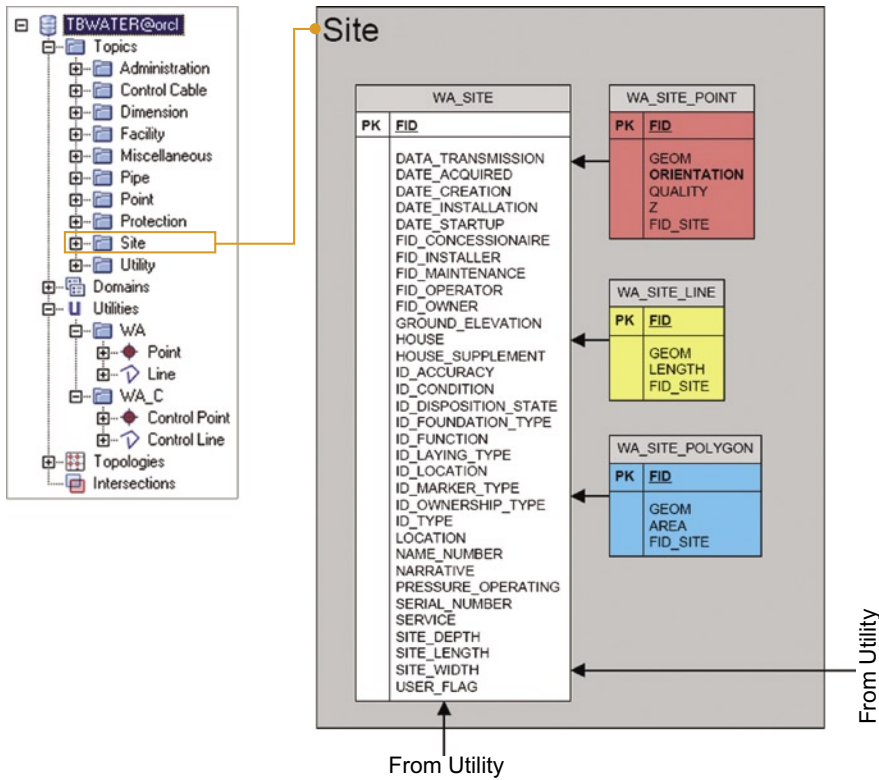 TBWATER@orcl
Topics
Administration
Control Cable
Dimension
Facility
Miscellaneous
Pipe
Point
Protection
Site
Utility
Domains
Utilities
WA
Point
Line
WA_C
Control Point
Control Line
Topologies
Intersections
Site
WA_SITE
PK FID
DATA_TRANSMISSION
DATE_ACQUIRED
DATE_CREATION
DATE_INSTALLATION
DATE_STARTUP
FID_CONCESSIONAIRE
FID_INSTALLER
FID_MAINTENANCE
FID_OPERATOR
FID_OWNER
GROUND_ELEVATION
HOUSE
HOUSE_SUPPLEMENT
ID_ACCURACY
ID_CONDITION
ID_DISPOSITION_STATE
ID_FOUNDATION_TYPE
ID_FUNCTION
ID_LAYING_TYPE
ID_LOCATION
ID_MARKER_TYPE
ID_OWNERSHIP_TYPE
ID_TYPE
LOCATION
NAME_NUMBER
NARRATIVE
PRESSURE_OPERATING
SERIAL_NUMBER
SERVICE
SITE_DEPTH
SITE_LENGTH
SITE_WIDTH
USER_FLAG
WA_SITE_POINT
PK FID
GEOM
ORIENTATION
QUALITY
Z
FID_SITE
WA_SITE_LINE
PK FID
GEOM
LENGTH
FID_SITE
WA_SITE_POLYGON
PK FID
GEOM
AREA
FID_SITE
From Utility
From Utility